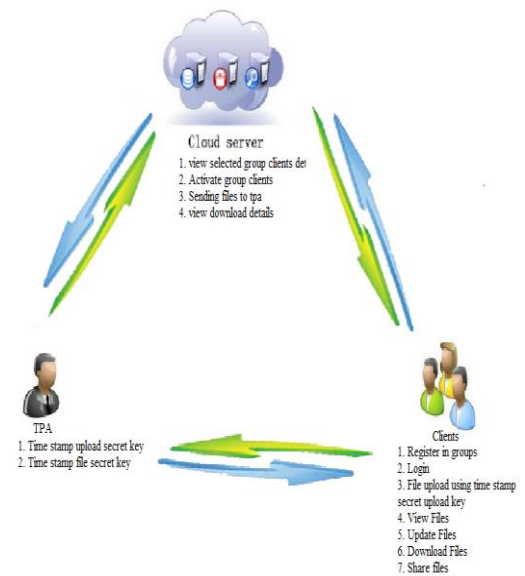 Cloud server
1. view selected group clients det
2. Activate group clients
3. Sending files to tpa
4. view download details
TPA
1. Time stamp upload secret key
2. Time stamp file secret key
Clients
1. Register in groups
2. Login
3. File upload using time stamp
secret upload key
4. View Files
5. Update Files
6. Download Files
7. Share files